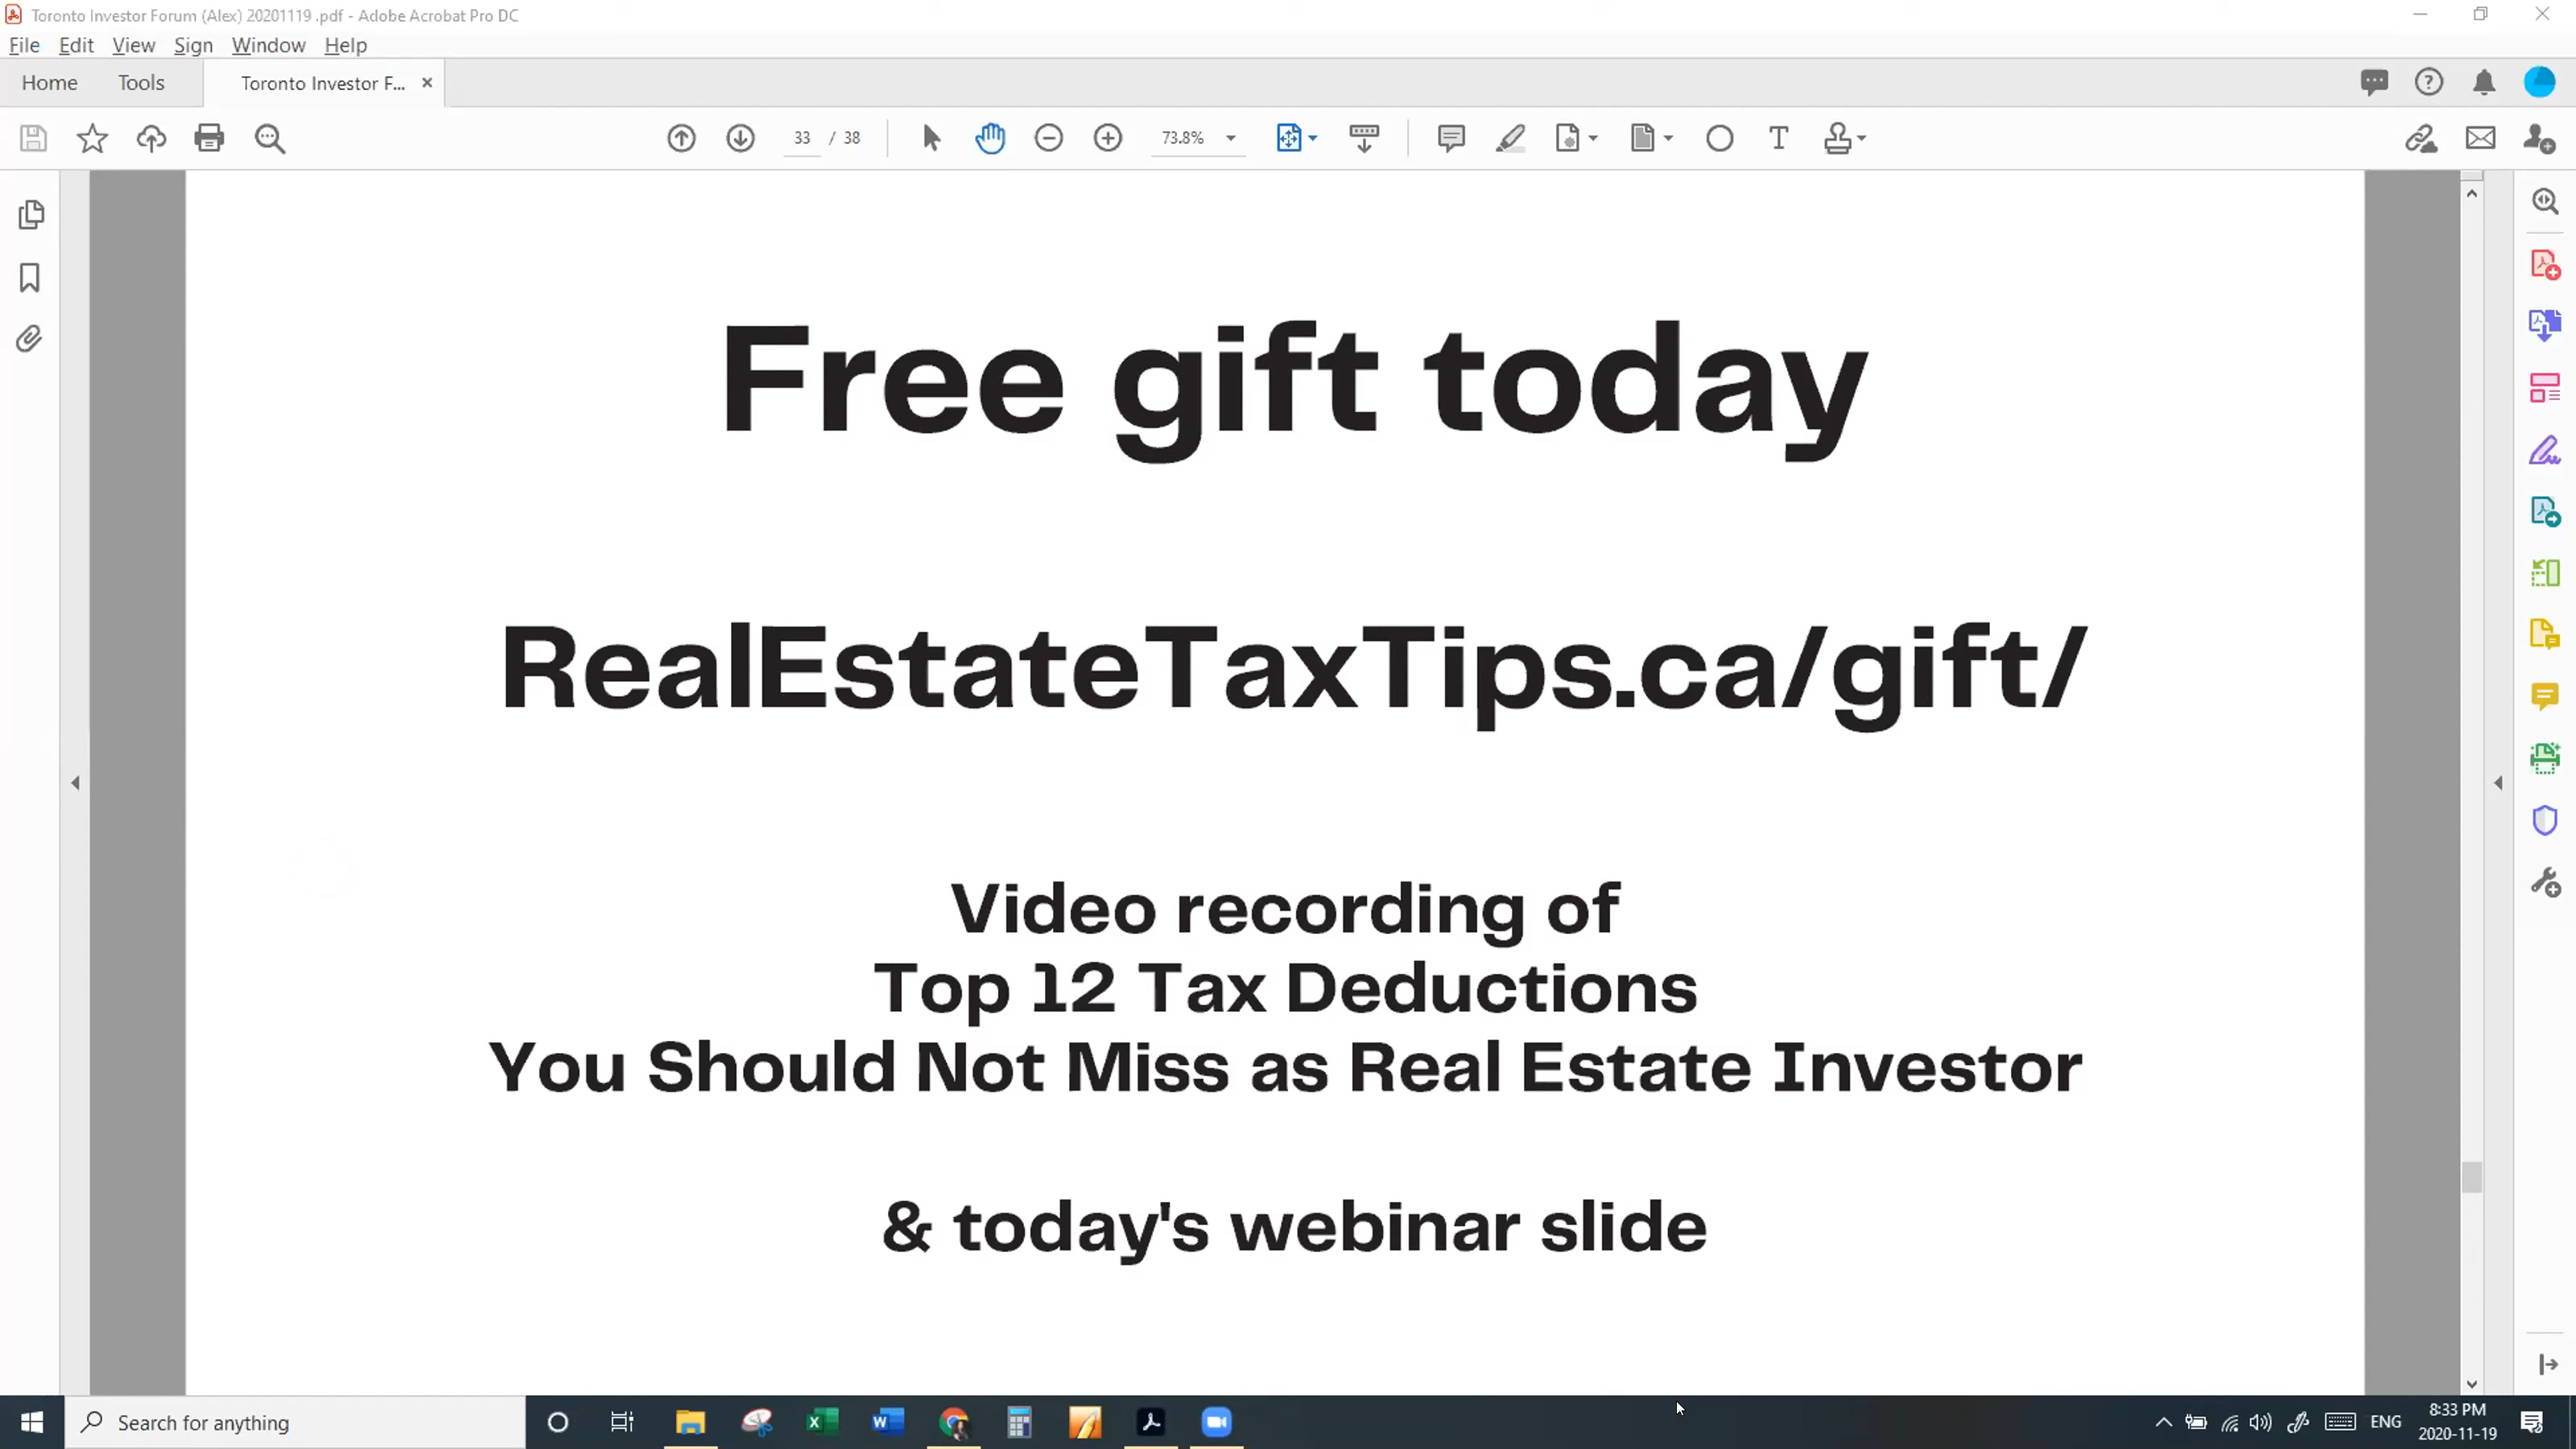 Toronto Investor Forum (Alex) 20201119 .pdf - Adobe Acrobat Pro DC
File Edit View Sign Window Help
Home Tools Toronto Investor F...
33 / 38 73.8%
Free gift today
RealEstateTaxTips.ca/gift/
Video recording of
Top 12 Tax Deductions
You Should Not Miss as Real Estate Investor
& today's webinar slide
Search for anything
ENG
8:33 PM
2020-11-19